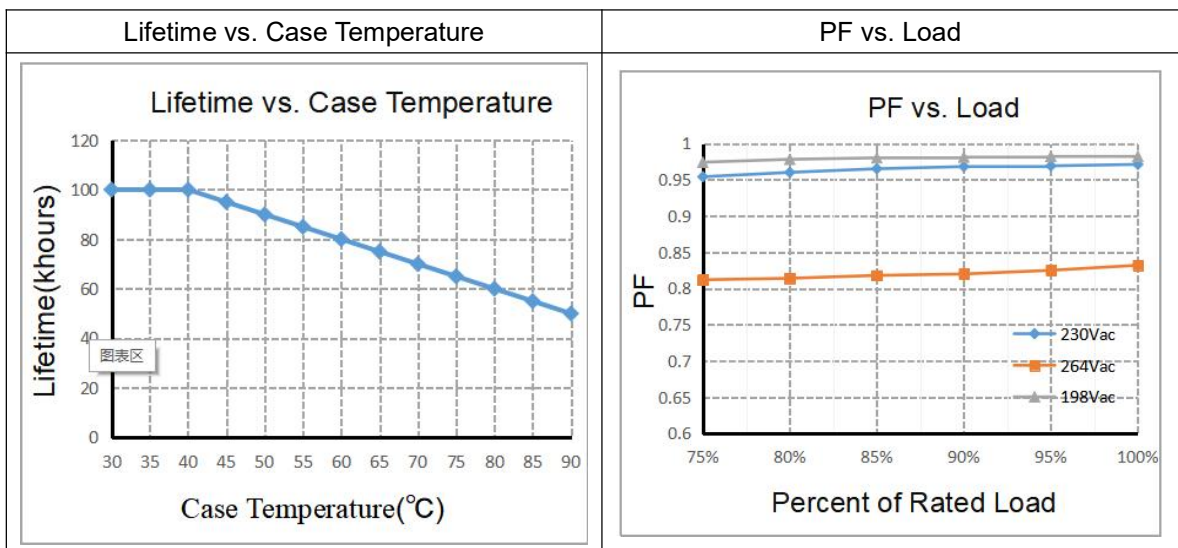 Lifetime vs. Case Temperature
PF vs. Load
Lifetime vs. Case Temperature
Lifetime(khours)
120
100
80
60
40
20
0
图表区
30 35 40 45 50 55 60 65 70 75 80 85 90
Case Temperature(℃)
PF vs. Load
PF
1
0.95
0.9
0.85
0.8
0.75
0.7
0.65
0.6
230Vac
264Vac
198Vac
75% 80% 85% 90% 95% 100%
Percent of Rated Load